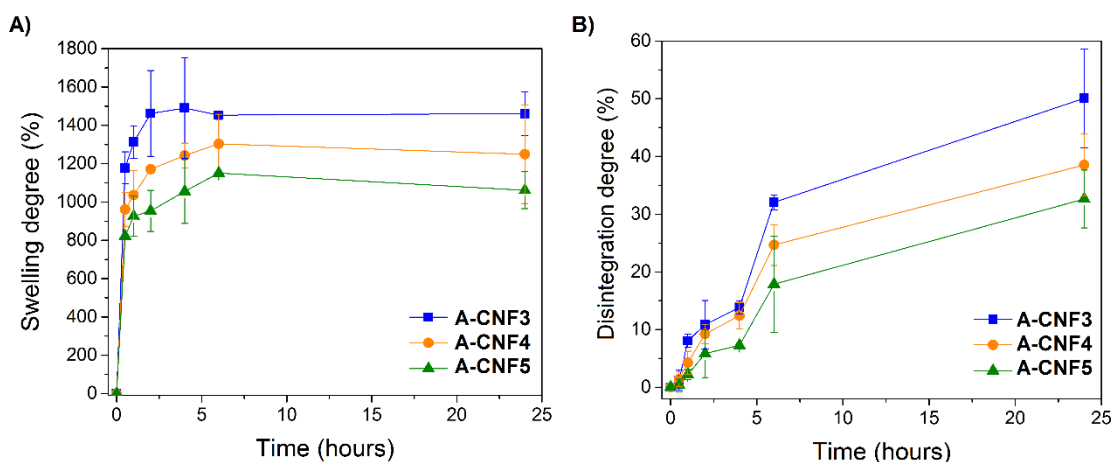 A)
1800
1600
1400
1200
1000
800
600
400
200
0
Swelling degree (%)
0 5 10 15 20 25
Time (hours)
A-CNF3
A-CNF4
A-CNF5
B)
60
50
40
30
20
10
0
Disintegration degree (%)
0 5 10 15 20 25
Time (hours)
A-CNF3
A-CNF4
A-CNF5